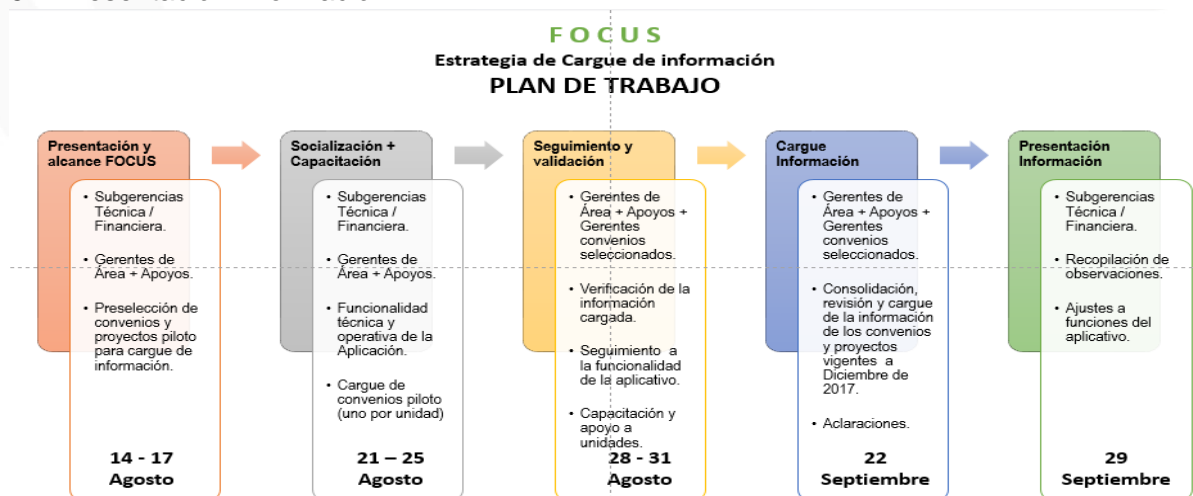 F O C U S
Estrategia de Cargue de información
PLAN DE TRABAJO
Presentación y
alcance FOCUS
• Subgerencias
Técnica /
Financiera.
• Gerentes de
Área + Apoyos.
• Preselección de
convenios y
proyectos piloto
para cargue de
información.
14 - 17
Agosto
Socialización +
Capacitación
• Subgerencias
Técnica /
Financiera.
• Gerentes de
Área + Apoyos.
• Funcionalidad
técnica y
operativa de la
Aplicación.
• Cargue de
convenios piloto
(uno por unidad)
21 – 25
Agosto
Seguimiento y
validación
• Gerentes de
Área + Apoyos +
Gerentes
convenios
seleccionados.
• Verificación de la
información
cargada.
• Seguimiento a
la funcionalidad
de la aplicativo.
• Capacitación y
apoyo a
unidades.
28 - 31
Agosto
Cargue
Información
• Gerentes de
Área + Apoyos +
Gerentes
convenios
seleccionados.
• Consolidación,
revisión y cargue
de la información
de los convenios
y proyectos
vigentes a
Diciembre de
2017.
• Aclaraciones.
22
Septiembre
Presentación
Información
• Subgerencias
Técnica /
Financiera.
• Recopilación de
observaciones.
• Ajustes a
funciones del
aplicativo.
29
Septiembre